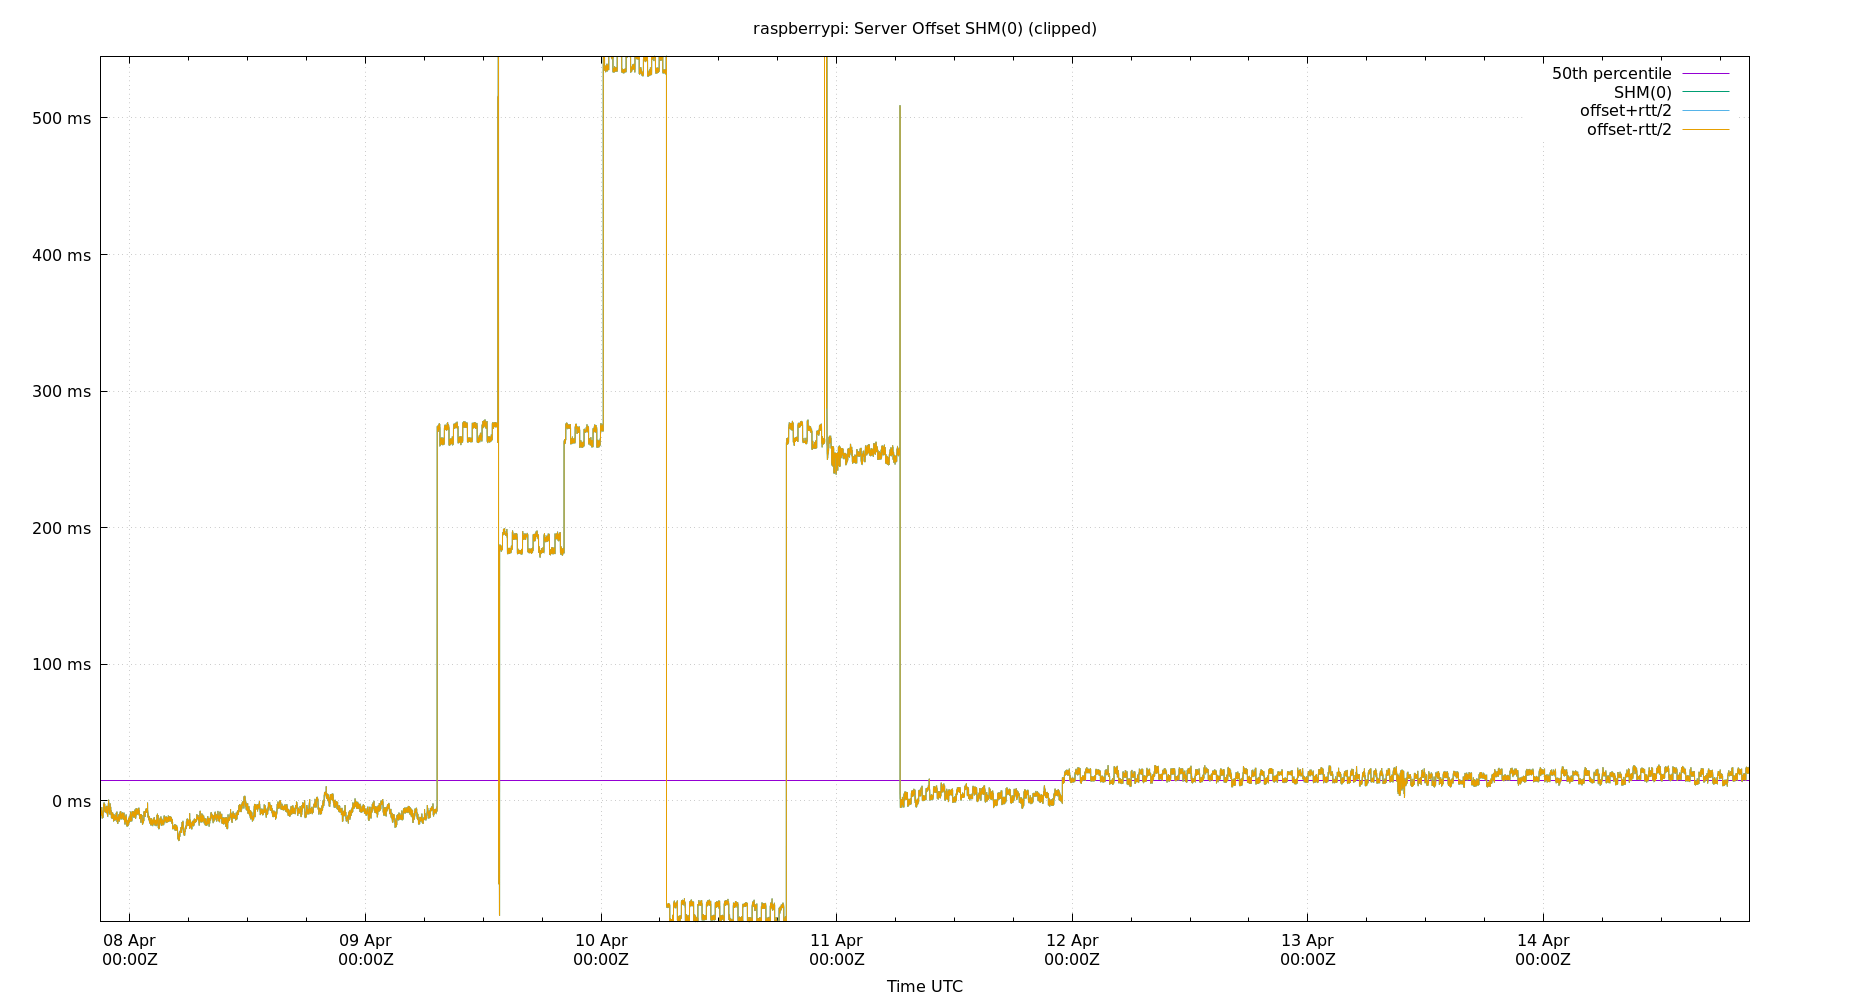 raspberrypi: Server Offset SHM(0) (clipped)
50th percentile
SHM(0)
offset+rtt/2
offset-rtt/2
500 ms
400 ms
300 ms
200 ms
100 ms
0 ms
08 Apr 09 Apr 10 Apr 11 Apr 12 Apr 13 Apr 14 Apr
00:00Z 00:00Z 00:00Z 00:00Z 00:00Z 00:00Z 00:00Z
Time UTC